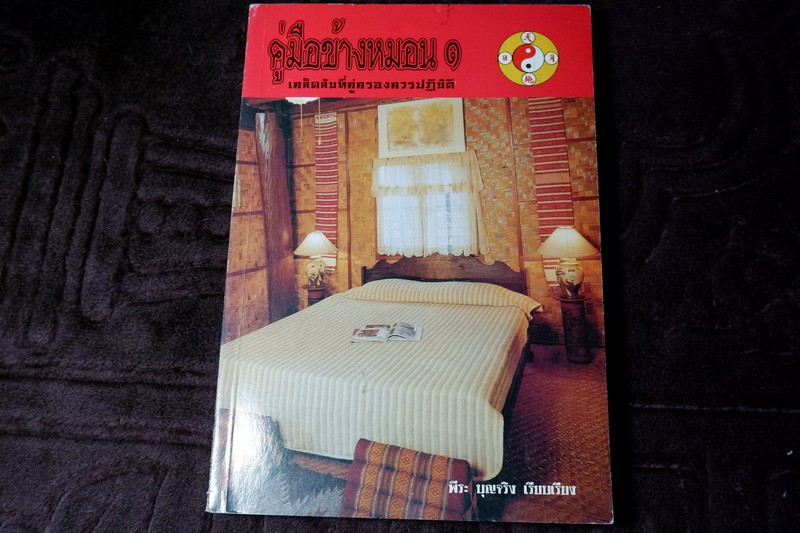 คู่มือข้างหมอน ๑
เคล็ดลับที่คู่ครองควรปฏิบัติ
พีระ บุญจริง เรียบเรียง